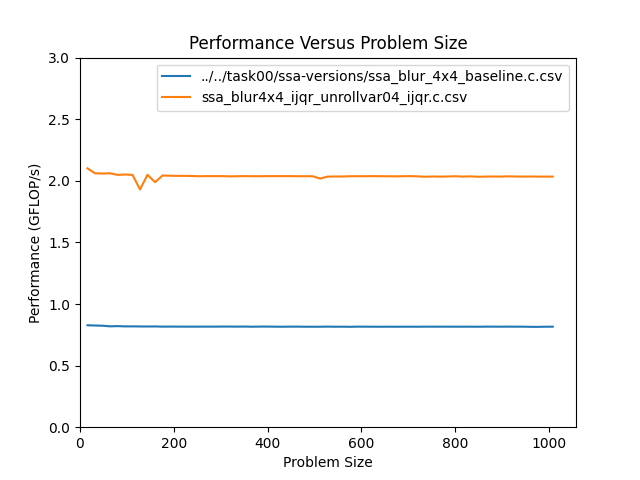 Performance Versus Problem Size
3.0
../../task00/ssa-versions/ssa_blur_4x4_baseline.c.csv
ssa_blur4x4_ijqr_unrollvar04_ijqr.c.csv
2.5
2.0
1.5
1.0
0.5
0.0
Performance (GFLOP/s)
0 200 400 600 800 1000
Problem Size